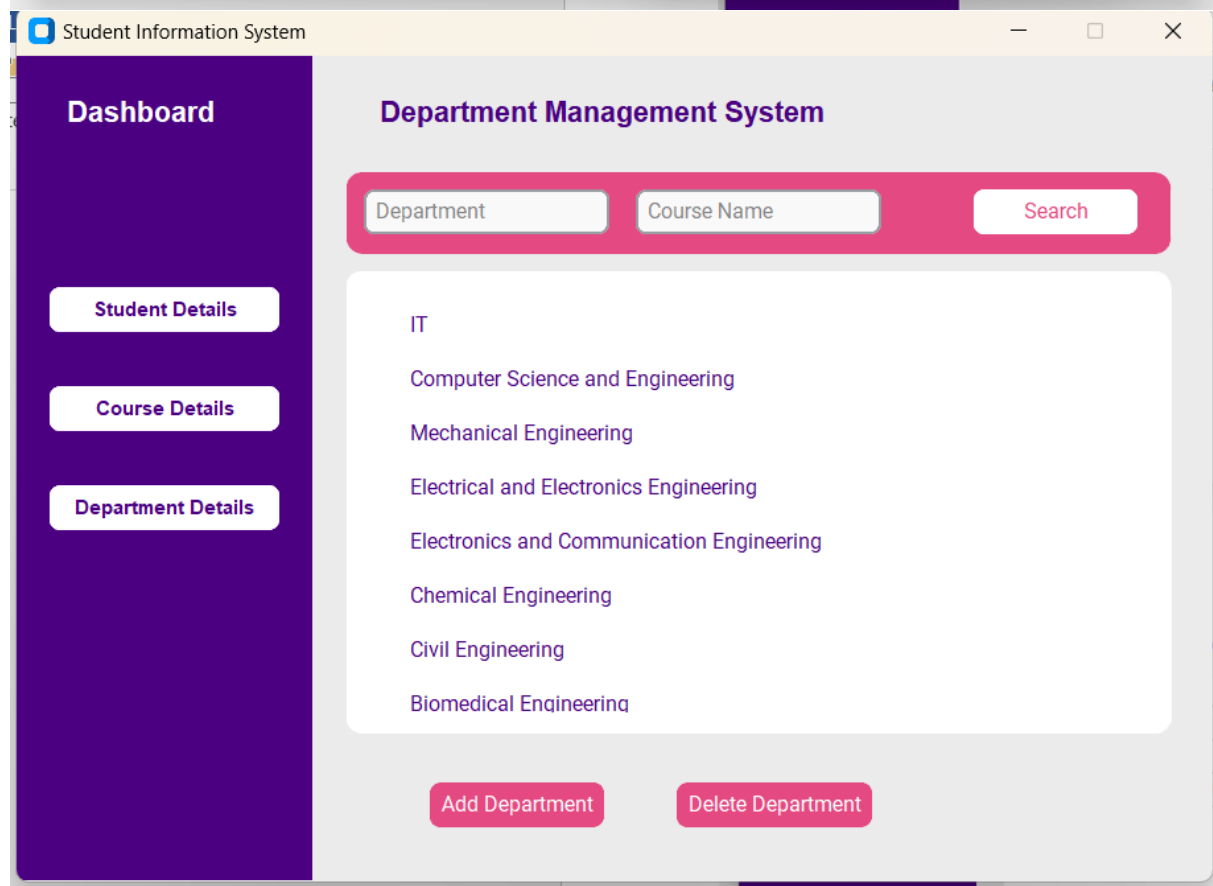 Student Information System
Dashboard
Department Management System
Department
Course Name
Search
Student Details
Course Details
Department Details
IT
Computer Science and Engineering
Mechanical Engineering
Electrical and Electronics Engineering
Electronics and Communication Engineering
Chemical Engineering
Civil Engineering
Biomedical Engineering
Add Department
Delete Department